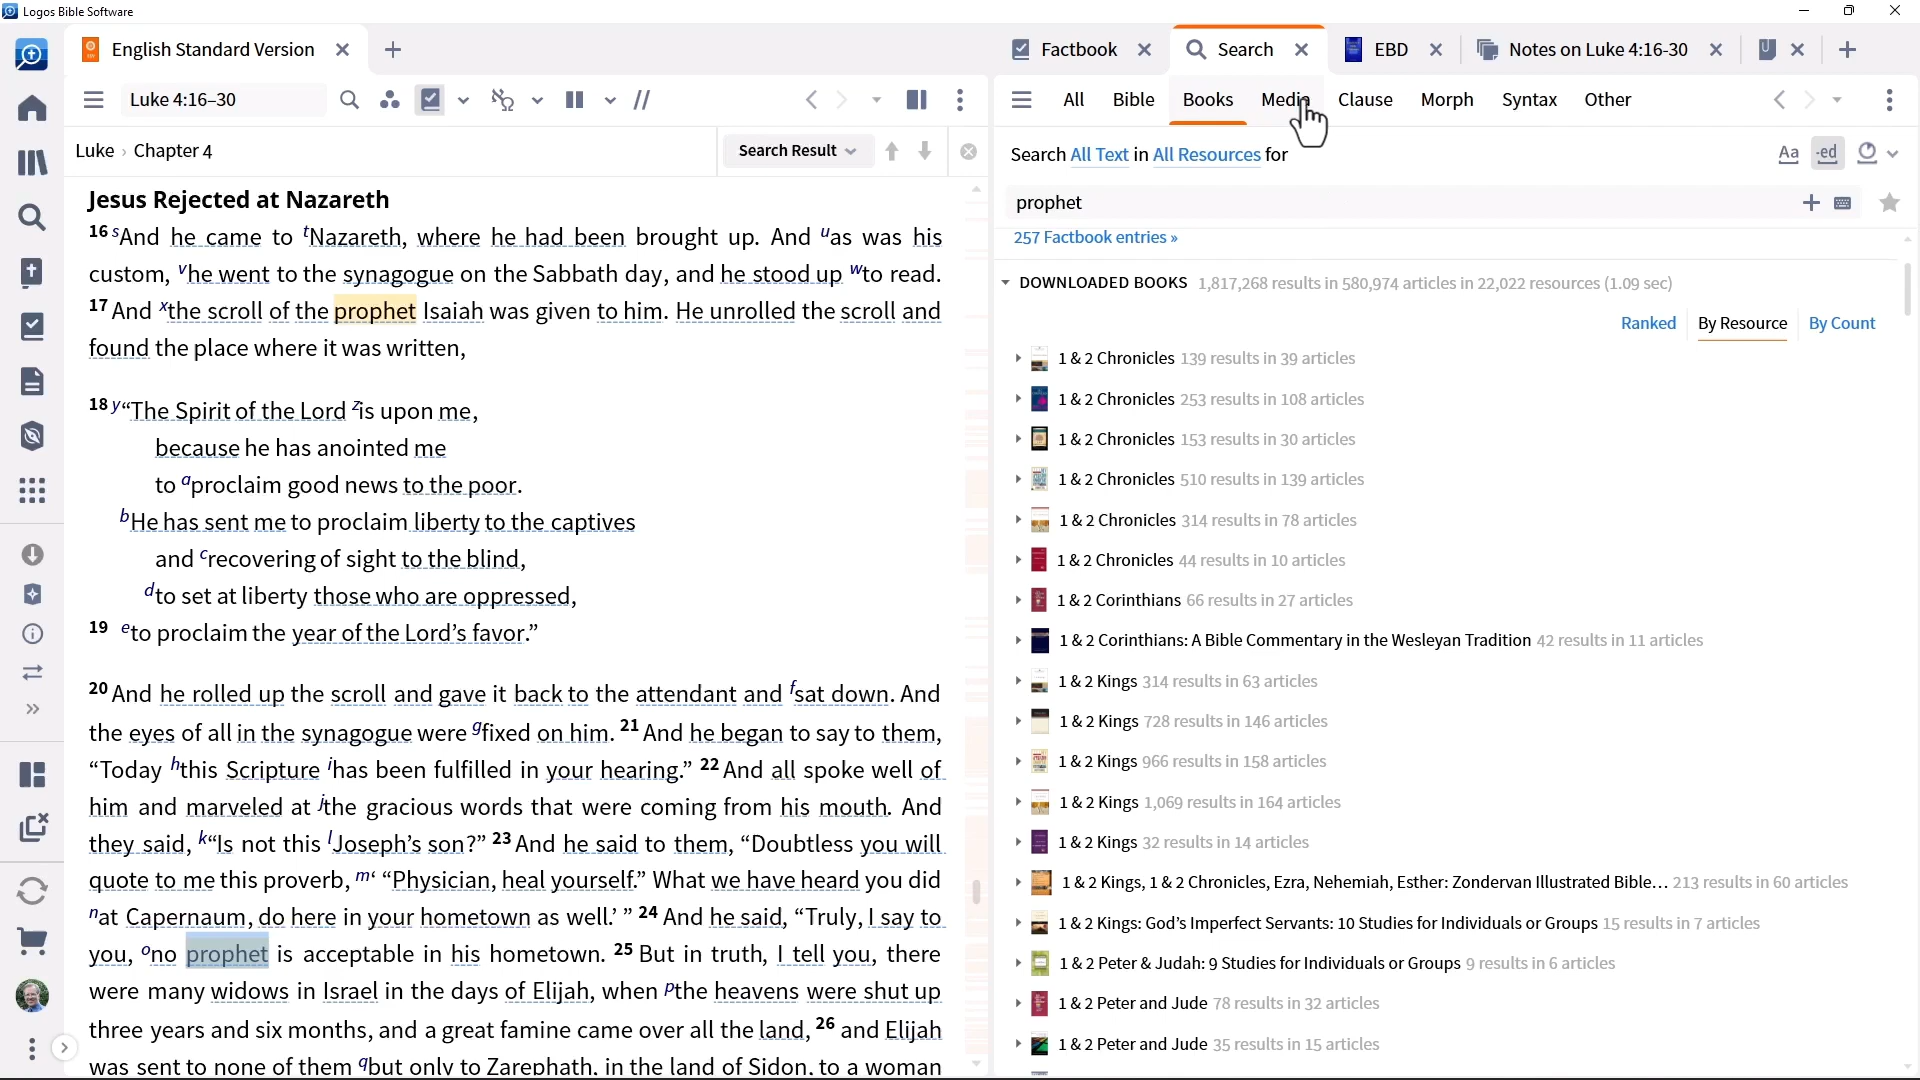 Logos Bible Software
English Standard Version
Luke 4:16–30
Luke › Chapter 4
Search Result
Jesus Rejected at Nazareth
16 sAnd he came to tNazareth, where he had been brought up. And uas was his
custom, vhe went to the synagogue on the Sabbath day, and he stood up wto read.
17 And xthe scroll of the prophet Isaiah was given to him. He unrolled the scroll and
found the place where it was written,
18 y“The Spirit of the Lord zis upon me,
because he has anointed me
to aproclaim good news to the poor.
bHe has sent me to proclaim liberty to the captives
and crecovering of sight to the blind,
dto set at liberty those who are oppressed,
19 eto proclaim the year of the Lord’s favor.”
20 And he rolled up the scroll and gave it back to the attendant and fsat down. And
the eyes of all in the synagogue were gfixed on him. 21 And he began to say to them,
“Today hthis Scripture ihas been fulfilled in your hearing.” 22 And all spoke well of
him and marveled at jthe gracious words that were coming from his mouth. And
they said, k“Is not this lJoseph’s son?” 23 And he said to them, “Doubtless you will
quote to me this proverb, m‘ “Physician, heal yourself.” What we have heard you did
nat Capernaum, do here in your hometown as well.’ ” 24 And he said, “Truly, I say to
you, ono prophet is acceptable in his hometown. 25 But in truth, I tell you, there
were many widows in Israel in the days of Elijah, when pthe heavens were shut up
three years and six months, and a great famine came over all the land, 26 and Elijah
was sent to none of them qbut only to Zarephath, in the land of Sidon, to a woman
Factbook
Search
EBD
Notes on Luke 4:16-30
All Bible Books Media Clause Morph Syntax Other
Search All Text in All Resources for
Aa -ed
prophet
257 Factbook entries »
DOWNLOADED BOOKS 1,817,268 results in 580,974 articles in 22,022 resources (1.09 sec)
Ranked By Resource By Count
1 & 2 Chronicles 139 results in 39 articles
1 & 2 Chronicles 253 results in 108 articles
1 & 2 Chronicles 153 results in 30 articles
1 & 2 Chronicles 510 results in 139 articles
1 & 2 Chronicles 314 results in 78 articles
1 & 2 Chronicles 44 results in 10 articles
1 & 2 Corinthians 66 results in 27 articles
1 & 2 Corinthians: A Bible Commentary in the Wesleyan Tradition 42 results in 11 articles
1 & 2 Kings 314 results in 63 articles
1 & 2 Kings 728 results in 146 articles
1 & 2 Kings 966 results in 158 articles
1 & 2 Kings 1,069 results in 164 articles
1 & 2 Kings 32 results in 14 articles
1 & 2 Kings, 1 & 2 Chronicles, Ezra, Nehemiah, Esther: Zondervan Illustrated Bible… 213 results in 60 articles
1 & 2 Kings: God’s Imperfect Servants: 10 Studies for Individuals or Groups 15 results in 7 articles
1 & 2 Peter & Judah: 9 Studies for Individuals or Groups 9 results in 6 articles
1 & 2 Peter and Jude 78 results in 32 articles
1 & 2 Peter and Jude 35 results in 15 articles